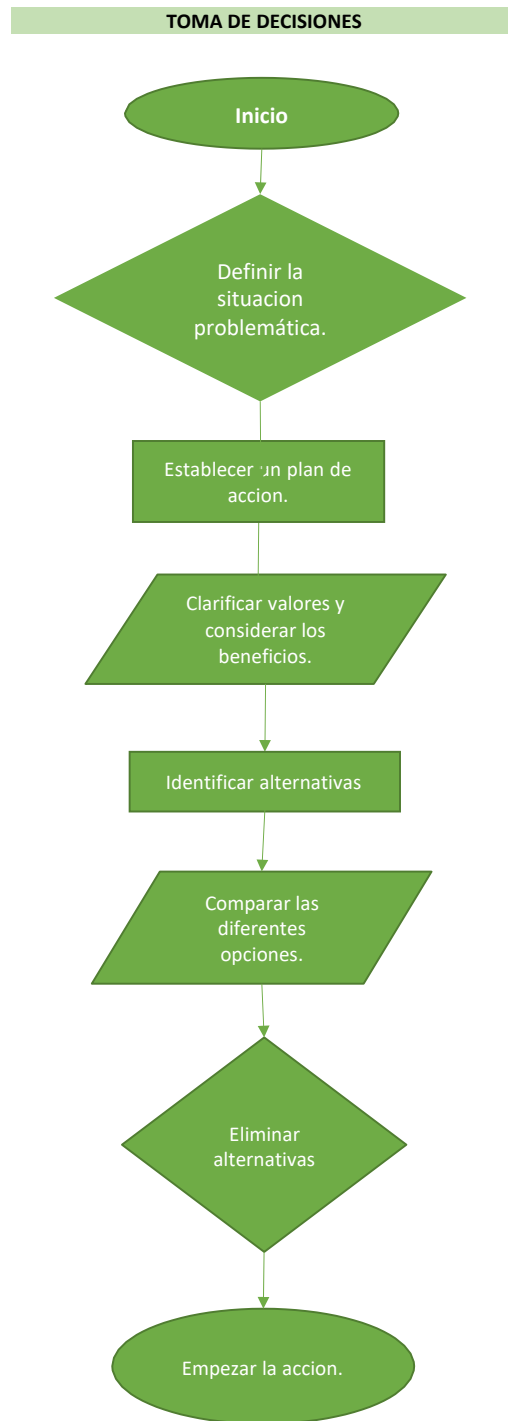 TOMA DE DECISIONES
Inicio
Definir la
situacion
problemática.
Establecer un plan de
accion.
Clarificar valores y
considerar los
beneficios.
Identificar alternativas
Comparar las
diferentes
opciones.
Eliminar
alternativas
Empezar la accion.